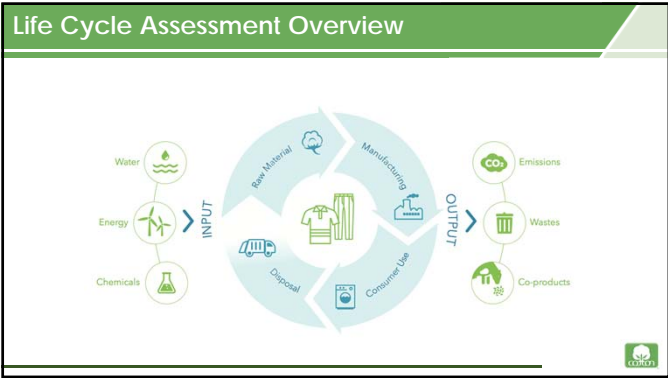 Life Cycle Assessment Overview
Water
Energy
Chemicals
INPUT
Raw Material
Manufacturing
Consumer Use
Disposal
OUTPUT
CO₂
Emissions
Wastes
Co-products
COTTON